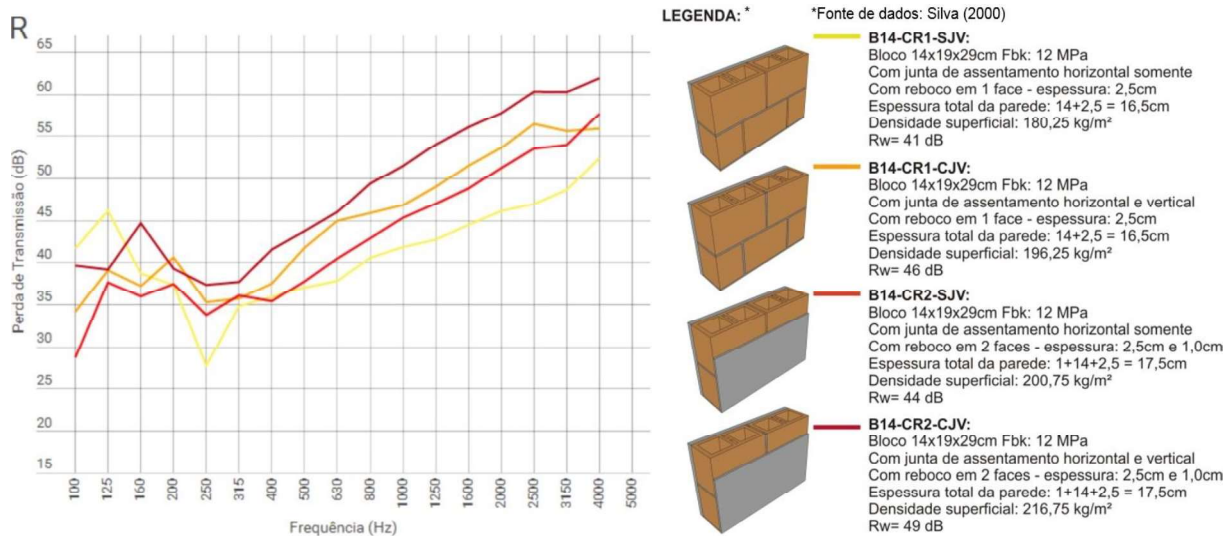 R
Perda de Transmissão (dB)
65
60
55
50
45
40
35
30
25
20
15
100
125
160
200
250
315
400
500
630
800
1000
1250
1600
2000
2500
3150
4000
5000
Frequência (Hz)
LEGENDA: *
*Fonte de dados: Silva (2000)
B14-CR1-SJV:
Bloco 14x19x29cm Fbk: 12 MPa
Com junta de assentamento horizontal somente
Com reboco em 1 face - espessura: 2,5cm
Espessura total da parede: 14+2,5 = 16,5cm
Densidade superficial: 180,25 kg/m²
Rw= 41 dB
B14-CR1-CJV:
Bloco 14x19x29cm Fbk: 12 MPa
Com junta de assentamento horizontal e vertical
Com reboco em 1 face - espessura: 2,5cm
Espessura total da parede: 14+2,5 = 16,5cm
Densidade superficial: 196,25 kg/m²
Rw= 46 dB
B14-CR2-SJV:
Bloco 14x19x29cm Fbk: 12 MPa
Com junta de assentamento horizontal somente
Com reboco em 2 faces - espessura: 2,5cm e 1,0cm
Espessura total da parede: 1+14+2,5 = 17,5cm
Densidade superficial: 200,75 kg/m²
Rw= 44 dB
B14-CR2-CJV:
Bloco 14x19x29cm Fbk: 12 MPa
Com junta de assentamento horizontal e vertical
Com reboco em 2 faces - espessura: 2,5cm e 1,0cm
Espessura total da parede: 1+14+2,5 = 17,5cm
Densidade superficial: 216,75 kg/m²
Rw= 49 dB